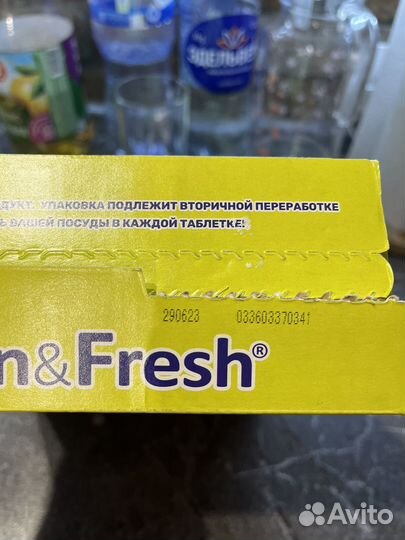 ЭДЕЛЬВЕЙС
ДУКТ. УПАКОВКА ПОДЛЕЖИТ ВТОРИЧНОЙ ПЕРЕРАБОТКЕ
Ь ВАШЕЙ ПОСУДЫ В КАЖДОЙ ТАБЛЕТКЕ!
290623 033603370341
n&Fresh®
Avito